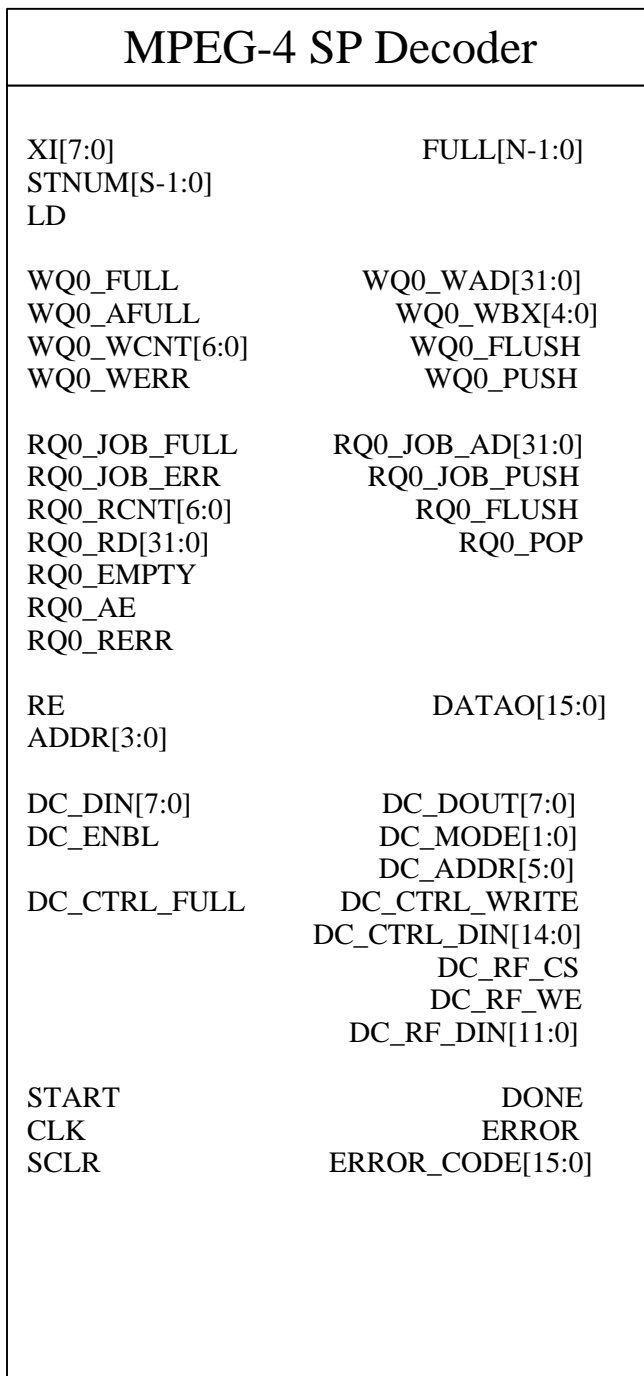 MPEG-4 SP Decoder
XI[7:0] FULL[N-1:0]
STNUM[S-1:0]
LD
WQ0_FULL WQ0_WAD[31:0]
WQ0_AFULL WQ0_WBX[4:0]
WQ0_WCNT[6:0] WQ0_FLUSH
WQ0_WERR WQ0_PUSH
RQ0_JOB_FULL RQ0_JOB_AD[31:0]
RQ0_JOB_ERR RQ0_JOB_PUSH
RQ0_RCNT[6:0] RQ0_FLUSH
RQ0_RD[31:0] RQ0_POP
RQ0_EMPTY
RQ0_AE
RQ0_RERR
RE DATAO[15:0]
ADDR[3:0]
DC_DIN[7:0] DC_DOUT[7:0]
DC_ENBL DC_MODE[1:0]
DC_ADDR[5:0]
DC_CTRL_FULL DC_CTRL_WRITE
DC_CTRL_DIN[14:0]
DC_RF_CS
DC_RF_WE
DC_RF_DIN[11:0]
START DONE
CLK ERROR
SCLR ERROR_CODE[15:0]